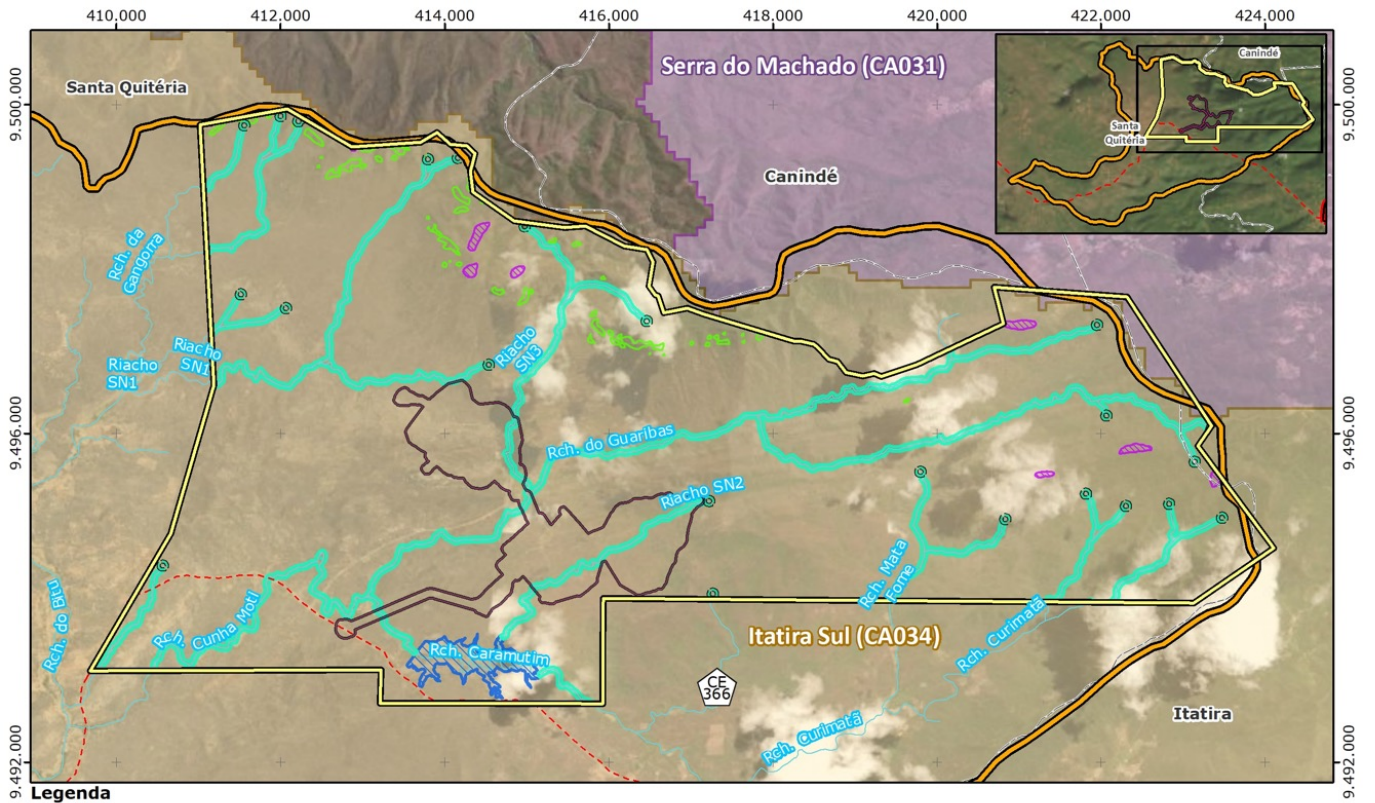 410.000 412.000 414.000 416.000 418.000 420.000 422.000 424.000
9.500.000
9.500.000
Santa Quitéria
Serra do Machado (CA031)
Canindé
Canindé
Santa
Quitéria
Rch. da
Gangorra
Riacho
SN1
Riacho
SN1
Riacho
SN3
9.496.000
9.496.000
Rch. do Guaribas
Riacho SN2
Rch. Mata
Fome
Rch. do Bitu
Rch. Cunha Moti
Rch. Caramutim
Itatira Sul (CA034)
Rch. Curimatã
CE
366
Rch. Curimatã
Itatira
9.492.000
9.492.000
Legenda